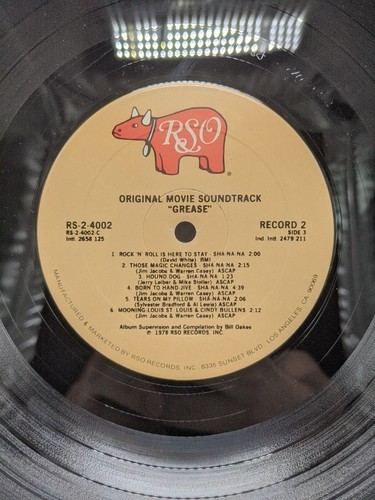 RSO
ORIGINAL MOVIE SOUNDTRACK
"GREASE"
RS-2-4002
RS-2-4002-C
Intl. 2658 125
RECORD 2
SIDE 3
Intl. 2479 211
1. ROCK 'N' ROLL IS HERE TO STAY - SHA-NA-NA 2:00
(David White) BMI
2. THOSE MAGIC CHANGES - SHA-NA-NA 2:15
(Jim Jacobs & Warren Casey) ASCAP
3. HOUND DOG - SHA-NA-NA 1:23
(Jerry Leiber & Mike Stoller) ASCAP
4. BORN TO HAND JIVE - SHA-NA-NA 4:39
(Jim Jacobs & Warren Casey) ASCAP
5. TEARS ON MY PILLOW - SHA-NA-NA 2:06
(Sylvester Bradford & Al Lewis) ASCAP
6. MOONING LOUIS ST. LOUIS & CINDY BULLENS 2:12
(Jim Jacobs & Warren Casey) ASCAP
Album Supervision and Compilation by Bill Oakes
℗ 1978 RSO RECORDS, INC.
MANUFACTURED & MARKETED BY RSO RECORDS, INC. 8335 SUNSET BLVD., LOS ANGELES, CA. 90069